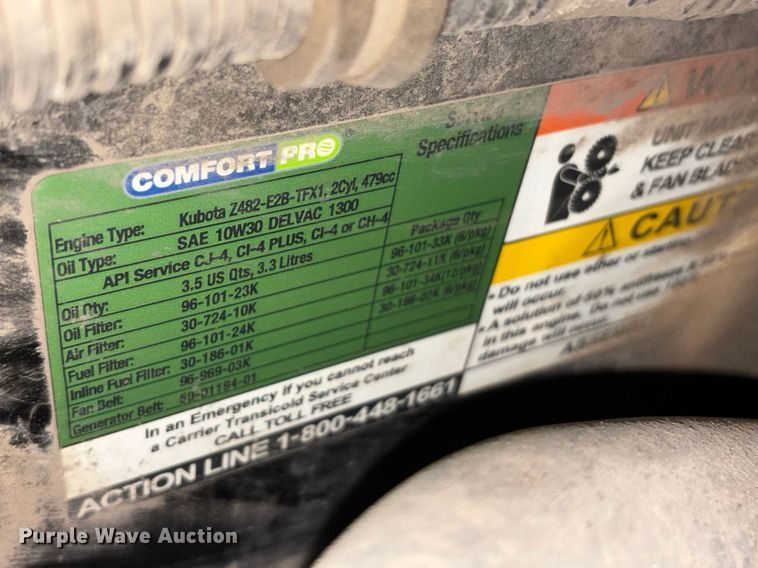 COMFORT PRO
Specifications
Engine Type: Kubota Z482-E2B-TFX1, 2Cyl, 479cc
Oil Type: SAE 10W30 DELVAC 1300
API Service CJ-4, CI-4 PLUS, CI-4 or CH-4
Oil Qty: 3.5 US Qts, 3.3 Litres Package Qty
Oil Filter: 96-101-23K 96-101-33K (6/pkg)
Air Filter: 30-724-10K 30-724-11K (6/pkg)
Fuel Filter: 96-101-24K 96-101-34K(12/pkg)
Inline Fuel Filter: 30-186-01K 30-186-02K (6/pkg)
Fan Belt: 96-969-03K
Generator Belt: 50-01194-01
In an Emergency if you cannot reach
a Carrier Transicold Service Center
CALL TOLL FREE
ACTION LINE 1-800-448-1661
WA
UNIT
KEEP CLEA
& FAN BLAD
CAUT
• Do not use ether or starting
will occur.
• A solution of 50% antifreeze &
in this engine. Do not use 100%
damage will occur.
Purple Wave Auction